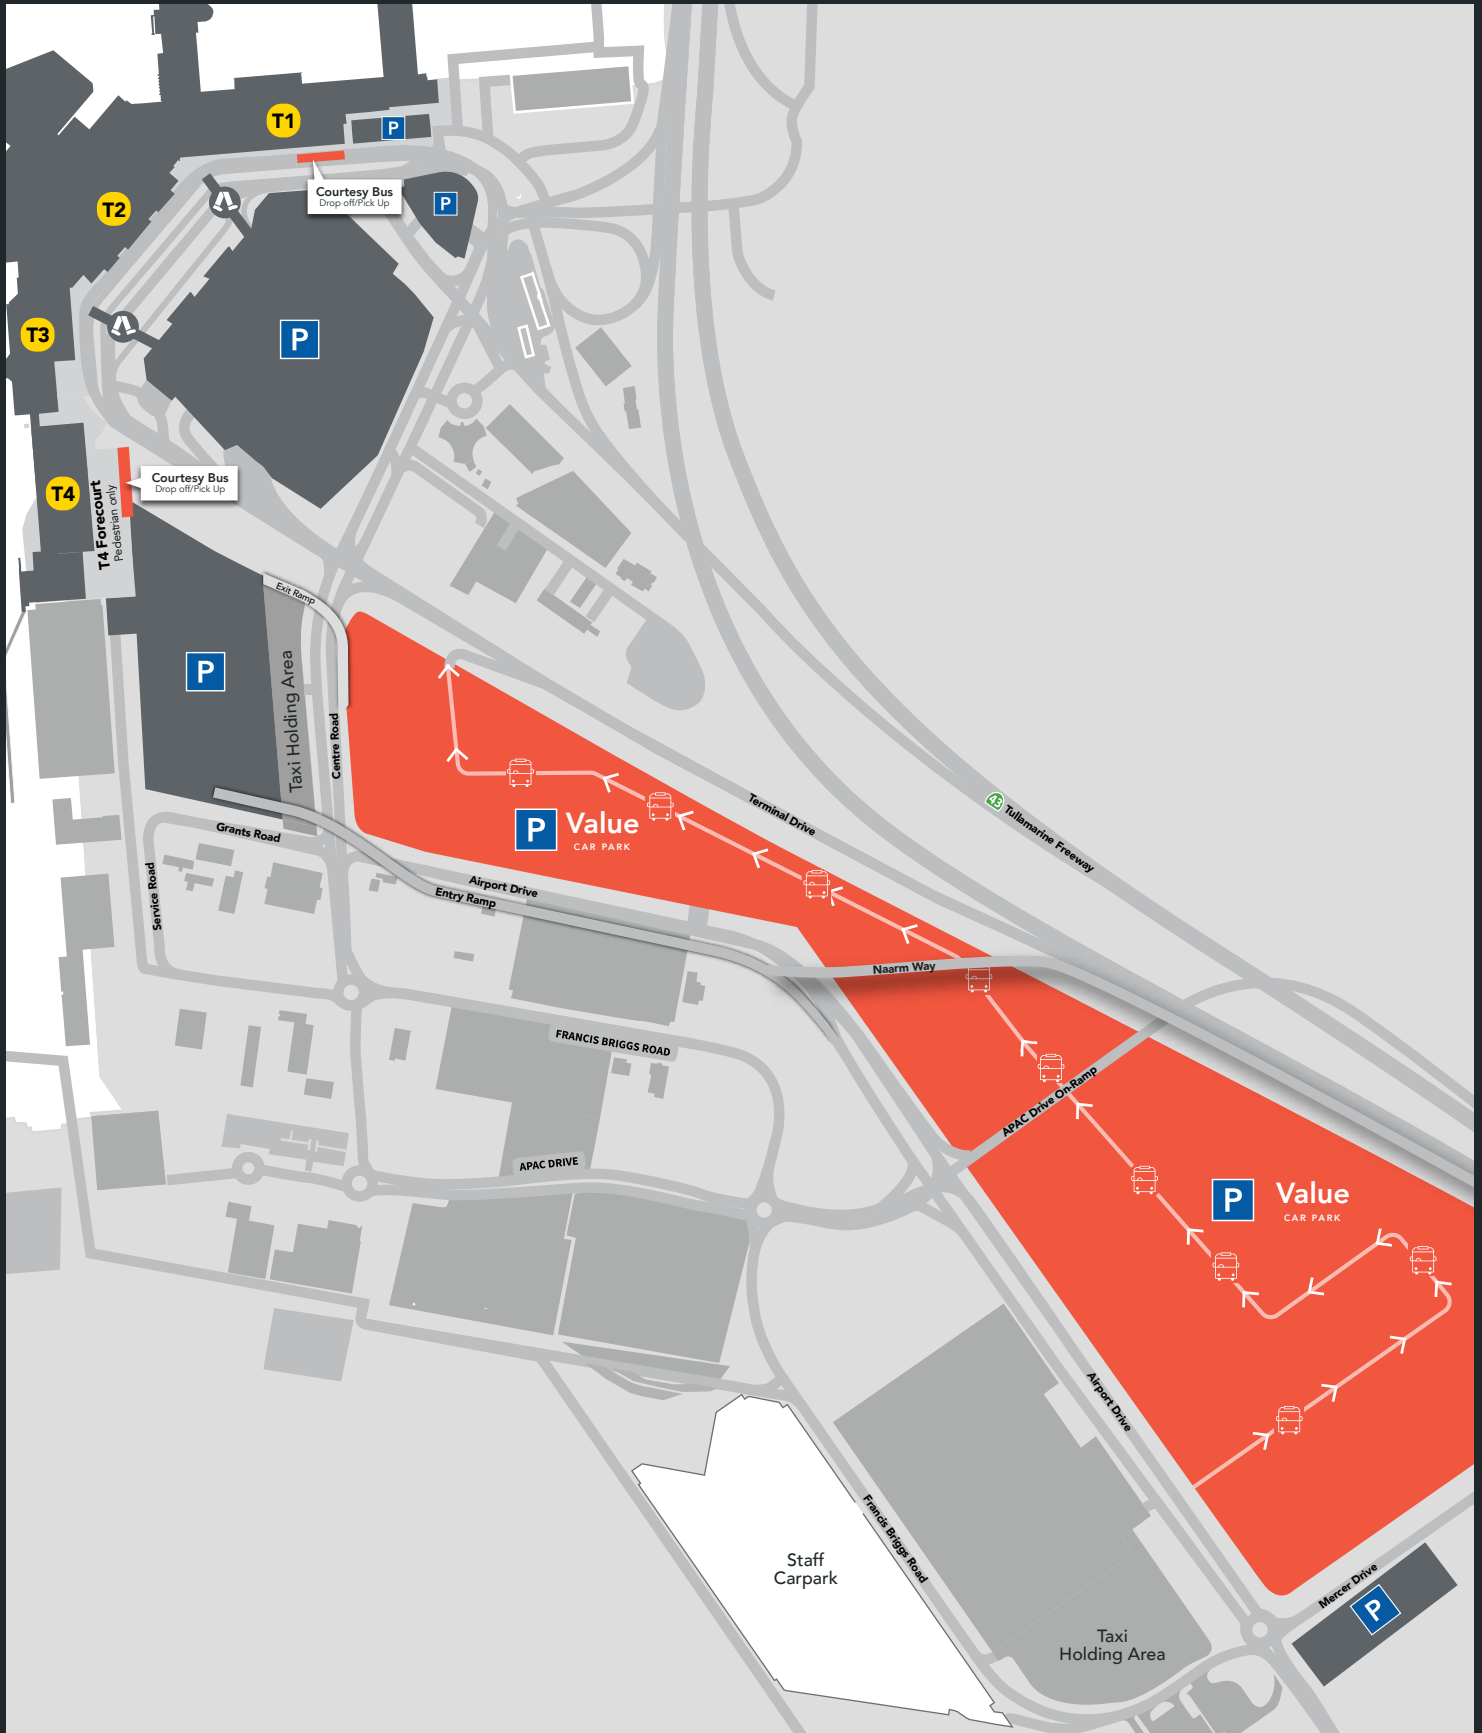 T1
P
Courtesy Bus
Drop off/Pick Up
P
T2
T3
P
T4
T4 Forecourt
Pedestrian only
Courtesy Bus
Drop off/Pick Up
Exit Ramp
P
Taxi Holding Area
Centre Road
P
Value
CAR PARK
Terminal Drive
43
Tullamarine Freeway
Grants Road
Service Road
Airport Drive
Entry Ramp
Naarm Way
FRANCIS BRIGGS ROAD
APAC Drive On-Ramp
APAC DRIVE
P
Value
CAR PARK
Airport Drive
Francis Briggs Road
Staff
Carpark
Taxi
Holding Area
Mercer Drive
P